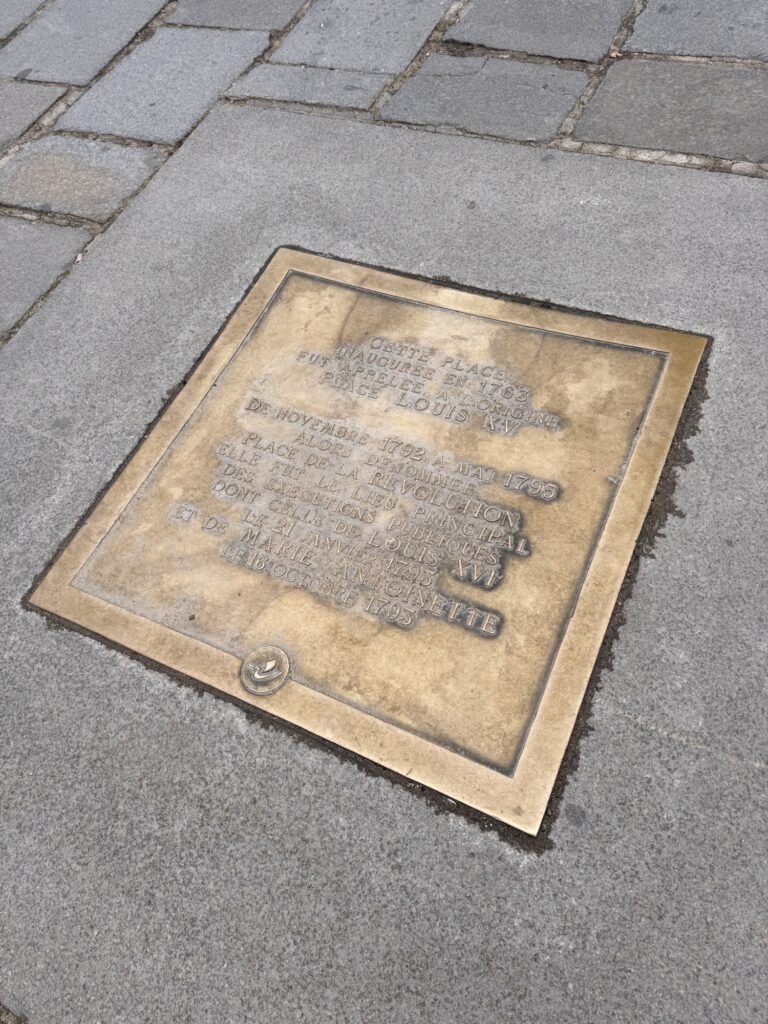 CETTE PLACE
INAUGURÉE EN 1763
FUT APPELÉE A L'ORIGINE
PLACE LOUIS XV
DE NOVEMBRE 1792 A MAI 1795
ALORS DÉNOMMÉE
PLACE DE LA RÉVOLUTION
ELLE FUT LE LIEU PRINCIPAL
DES EXÉCUTIONS PUBLIQUES,
DONT CELLE DE LOUIS XVI
LE 21 JANVIER 1793
ET DE MARIE-ANTOINETTE
LE 16 OCTOBRE 1793